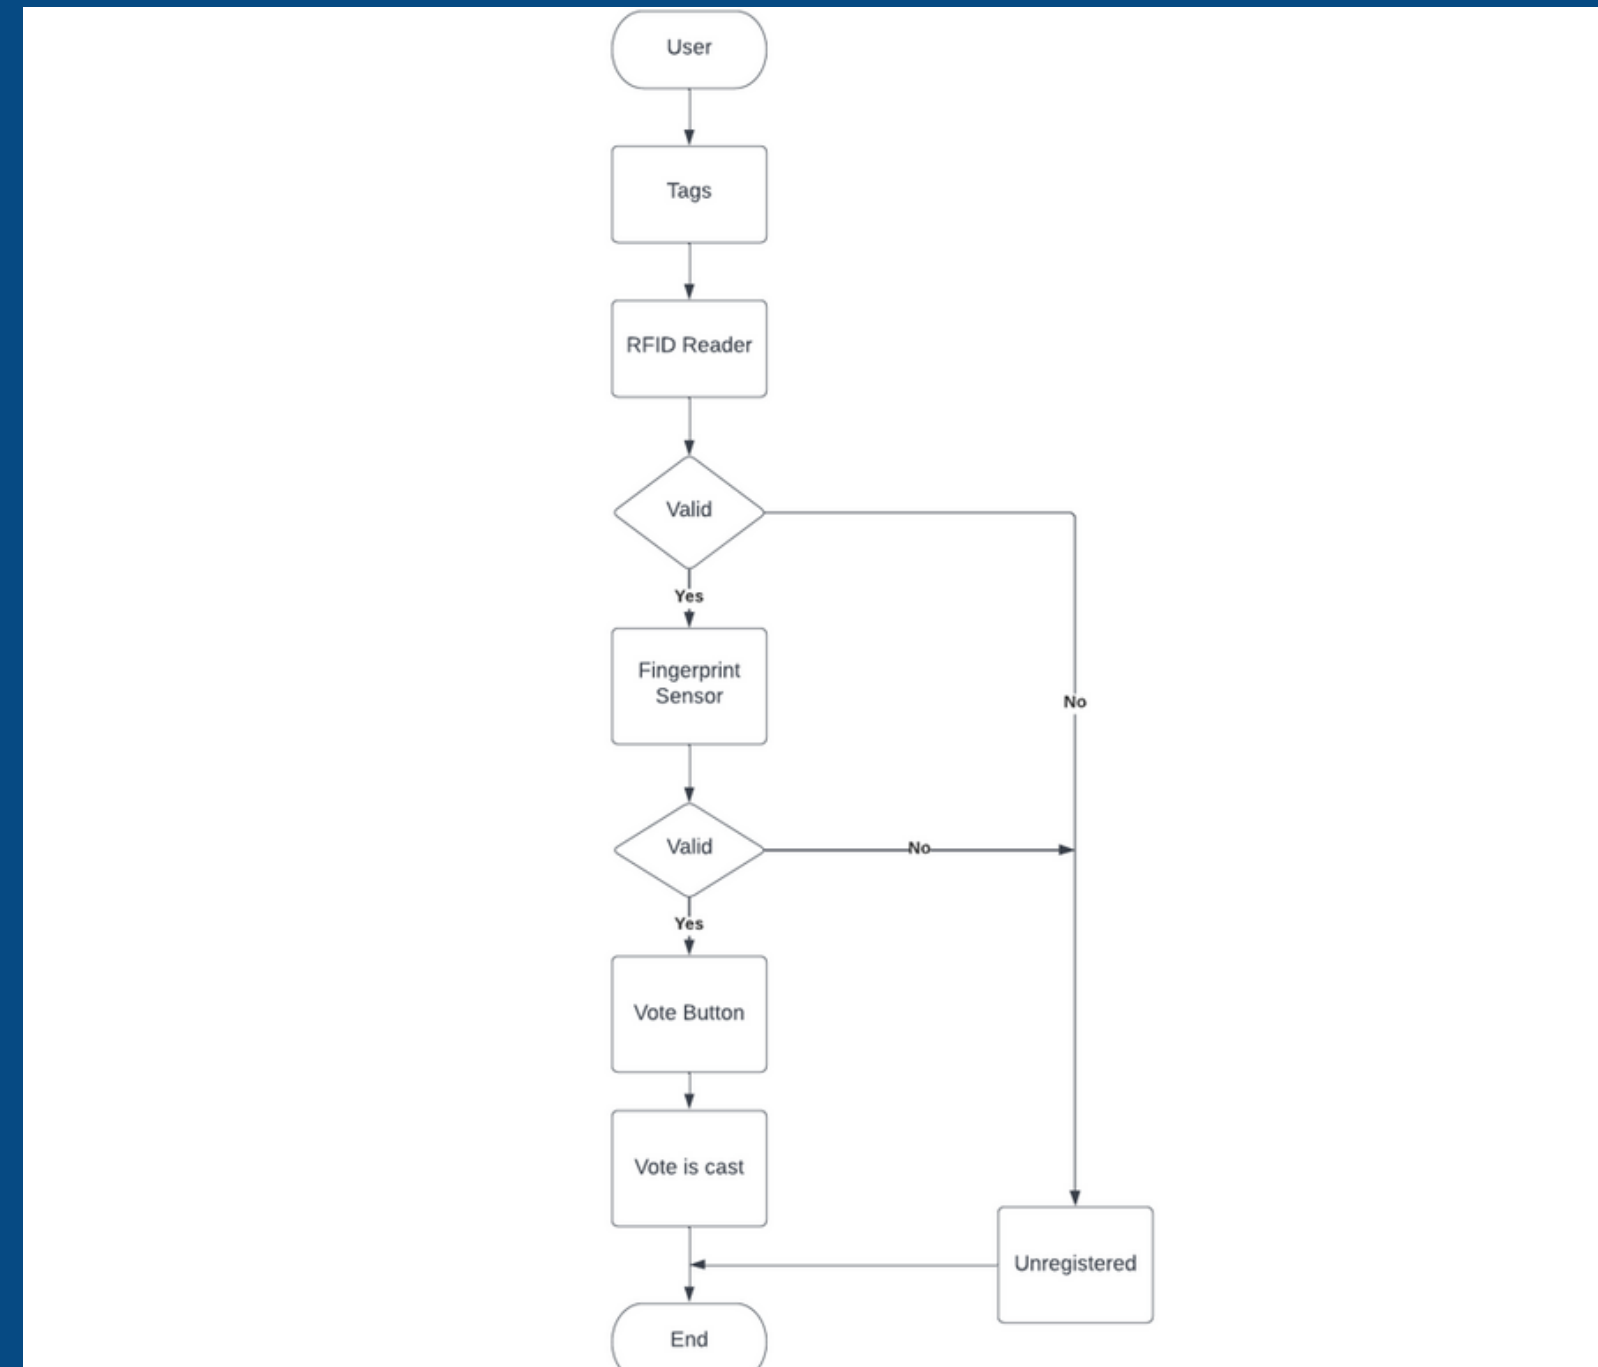 User
Tags
RFID Reader
Valid
Yes
Fingerprint
Sensor
No
Valid
No
Yes
Vote Button
Vote is cast
Unregistered
End